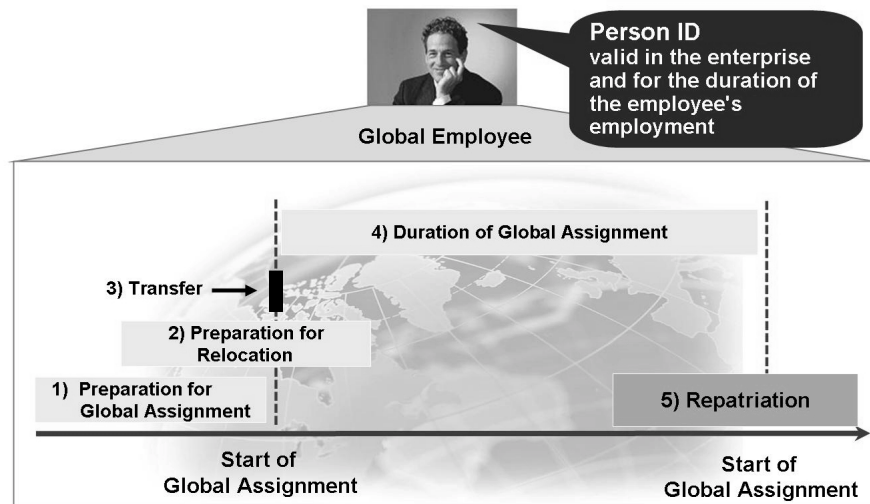 Person ID
valid in the enterprise
and for the duration of
the employee's
employment
Global Employee
4) Duration of Global Assignment
3) Transfer
2) Preparation for
Relocation
1) Preparation for
Global Assignment
5) Repatriation
Start of
Global Assignment
Start of
Global Assignment